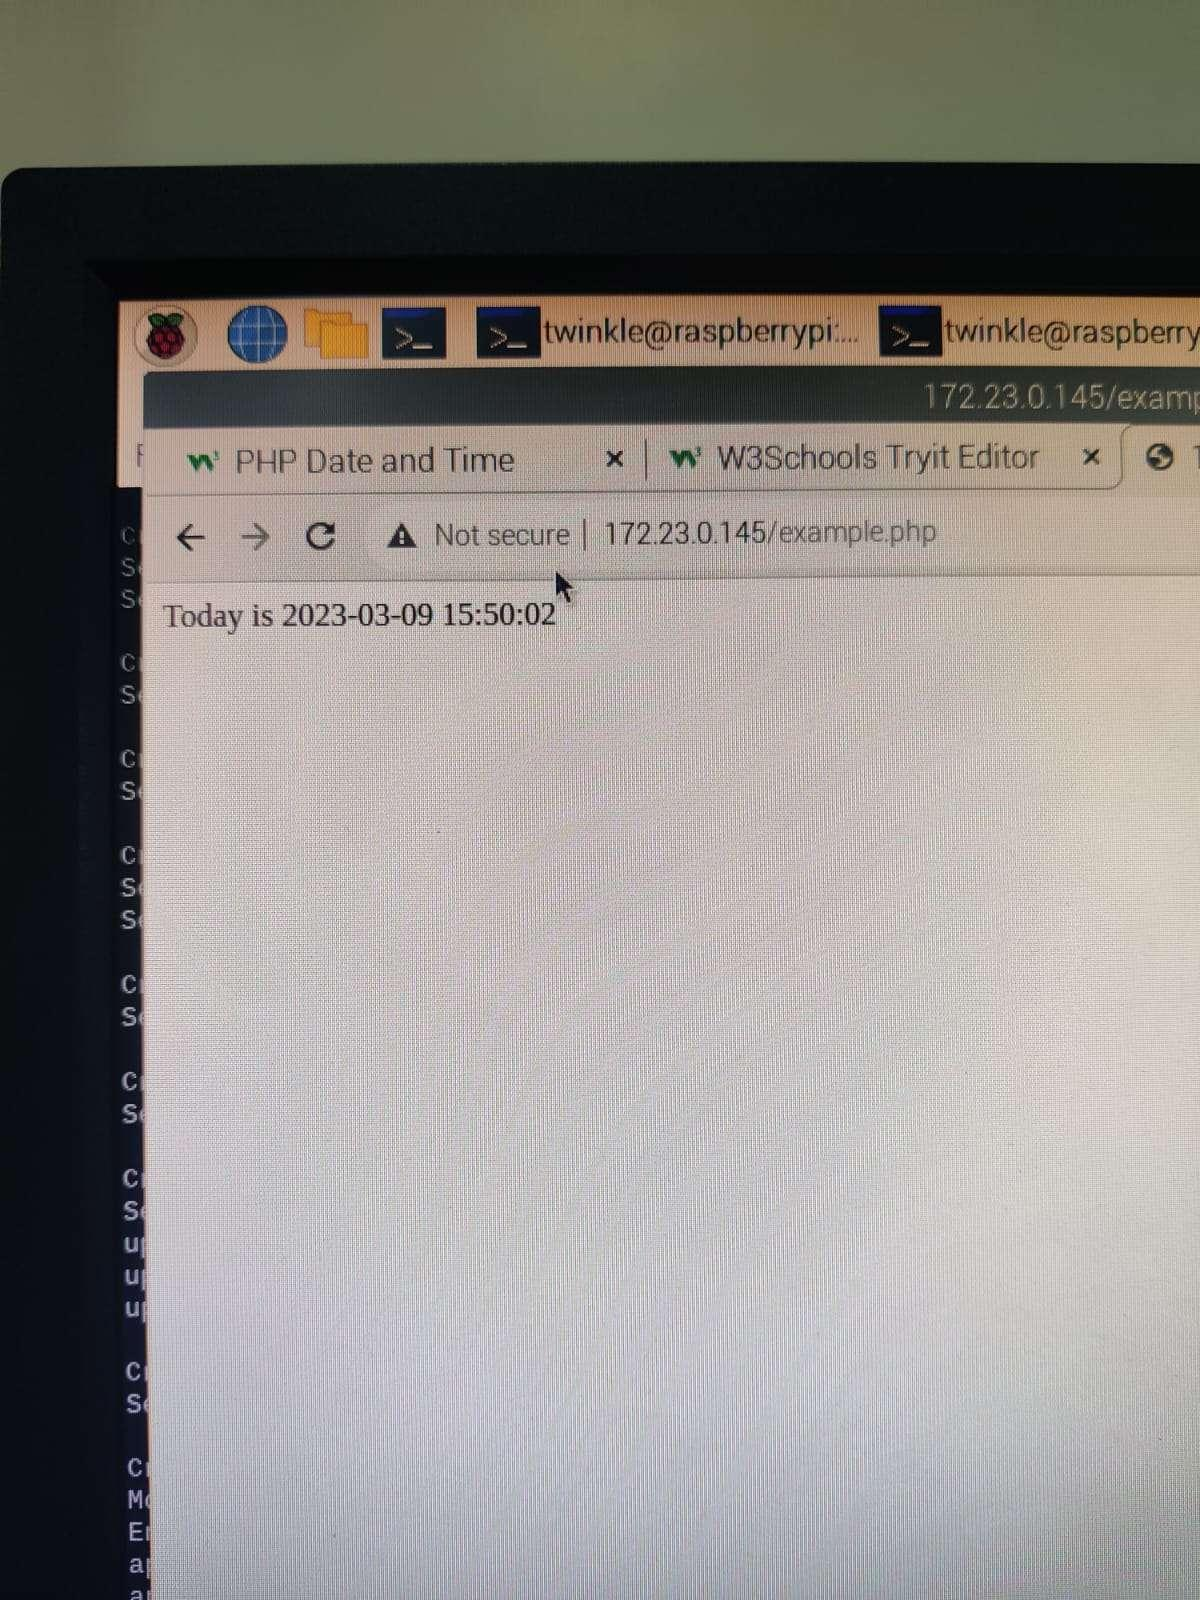 twinkle@raspberrypi:...
twinkle@raspberry
172.23.0.145/examp
PHP Date and Time
W3Schools Tryit Editor
Not secure | 172.23.0.145/example.php
Today is 2023-03-09 15:50:02